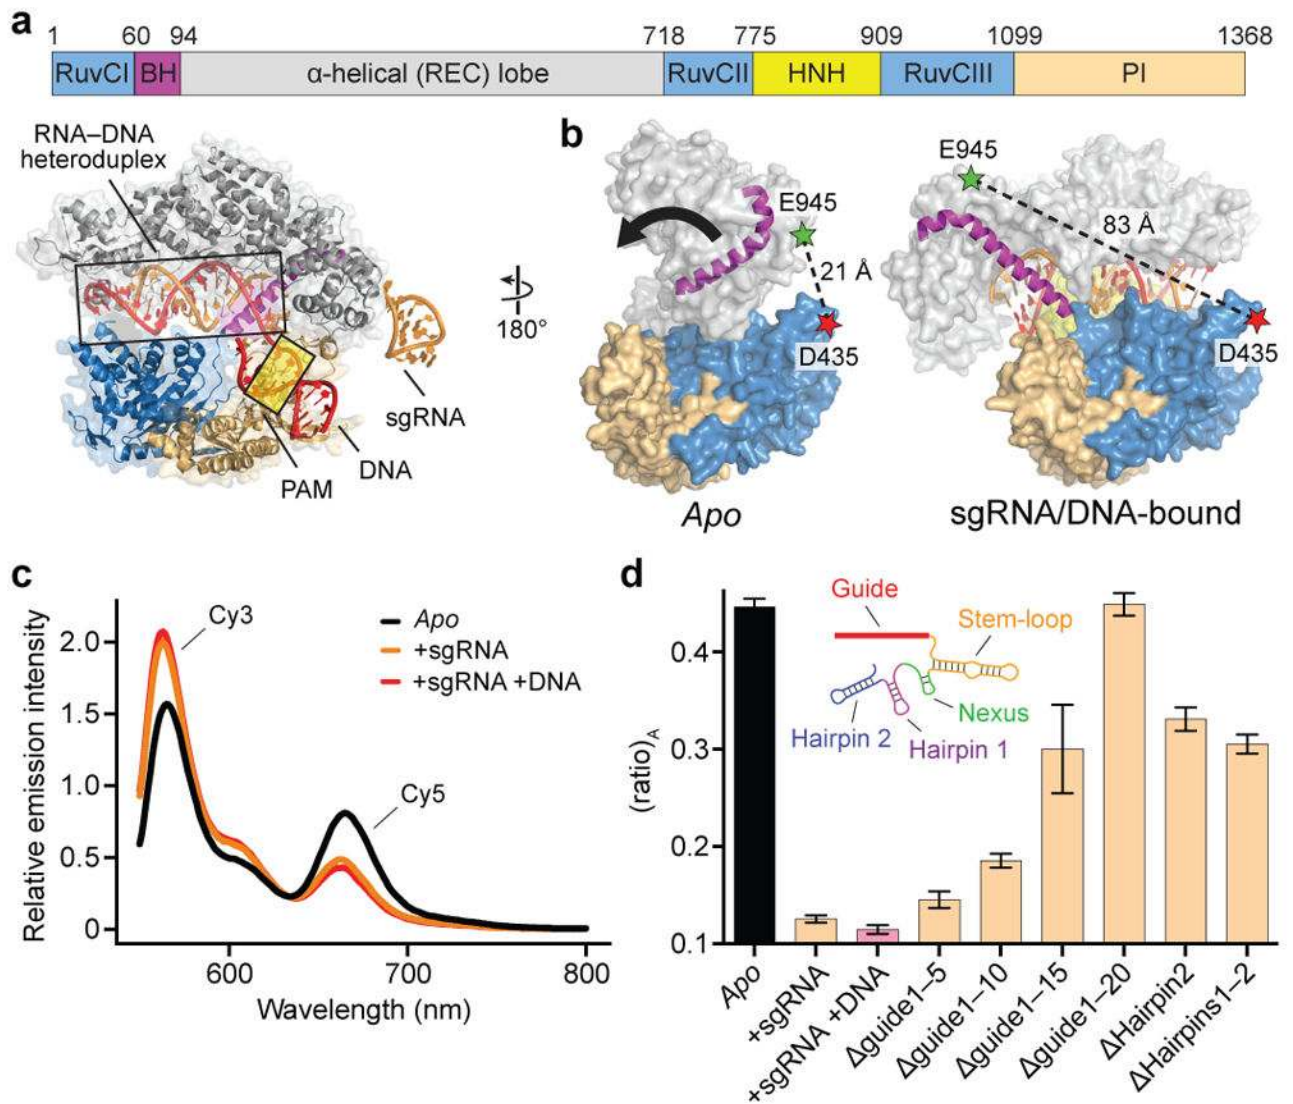 a
1 60 94 718 775 909 1099 1368
RuvCI BH α-helical (REC) lobe RuvCII HNH RuvCIII PI
RNA–DNA
heteroduplex
sgRNA
DNA
PAM
180°
b
E945
21 Å
D435
Apo
E945
83 Å
D435
sgRNA/DNA-bound
c
Relative emission intensity
2.0
1.5
1.0
0.5
0
Cy3
Cy5
Apo
+sgRNA
+sgRNA +DNA
600 700 800
Wavelength (nm)
d
(ratio)A
0.4
0.3
0.2
0.1
Guide
Stem-loop
Nexus
Hairpin 2
Hairpin 1
Apo
+sgRNA
+sgRNA +DNA
Δguide1–5
Δguide1–10
Δguide1–15
Δguide1–20
ΔHairpin2
ΔHairpins1–2